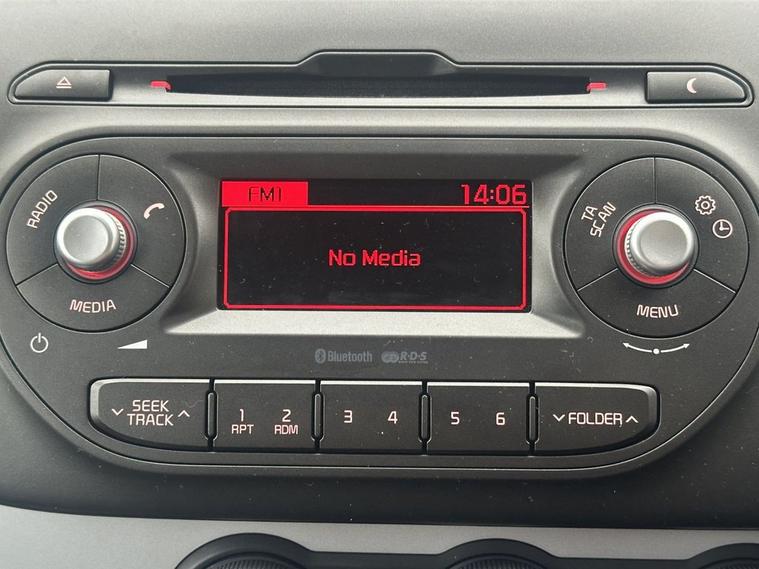 FM1
14:06
No Media
RADIO
MEDIA
TA
SCAN
MENU
Bluetooth
R·D·S
SEEK
TRACK
1
RPT
2
RDM
3
4
5
6
FOLDER